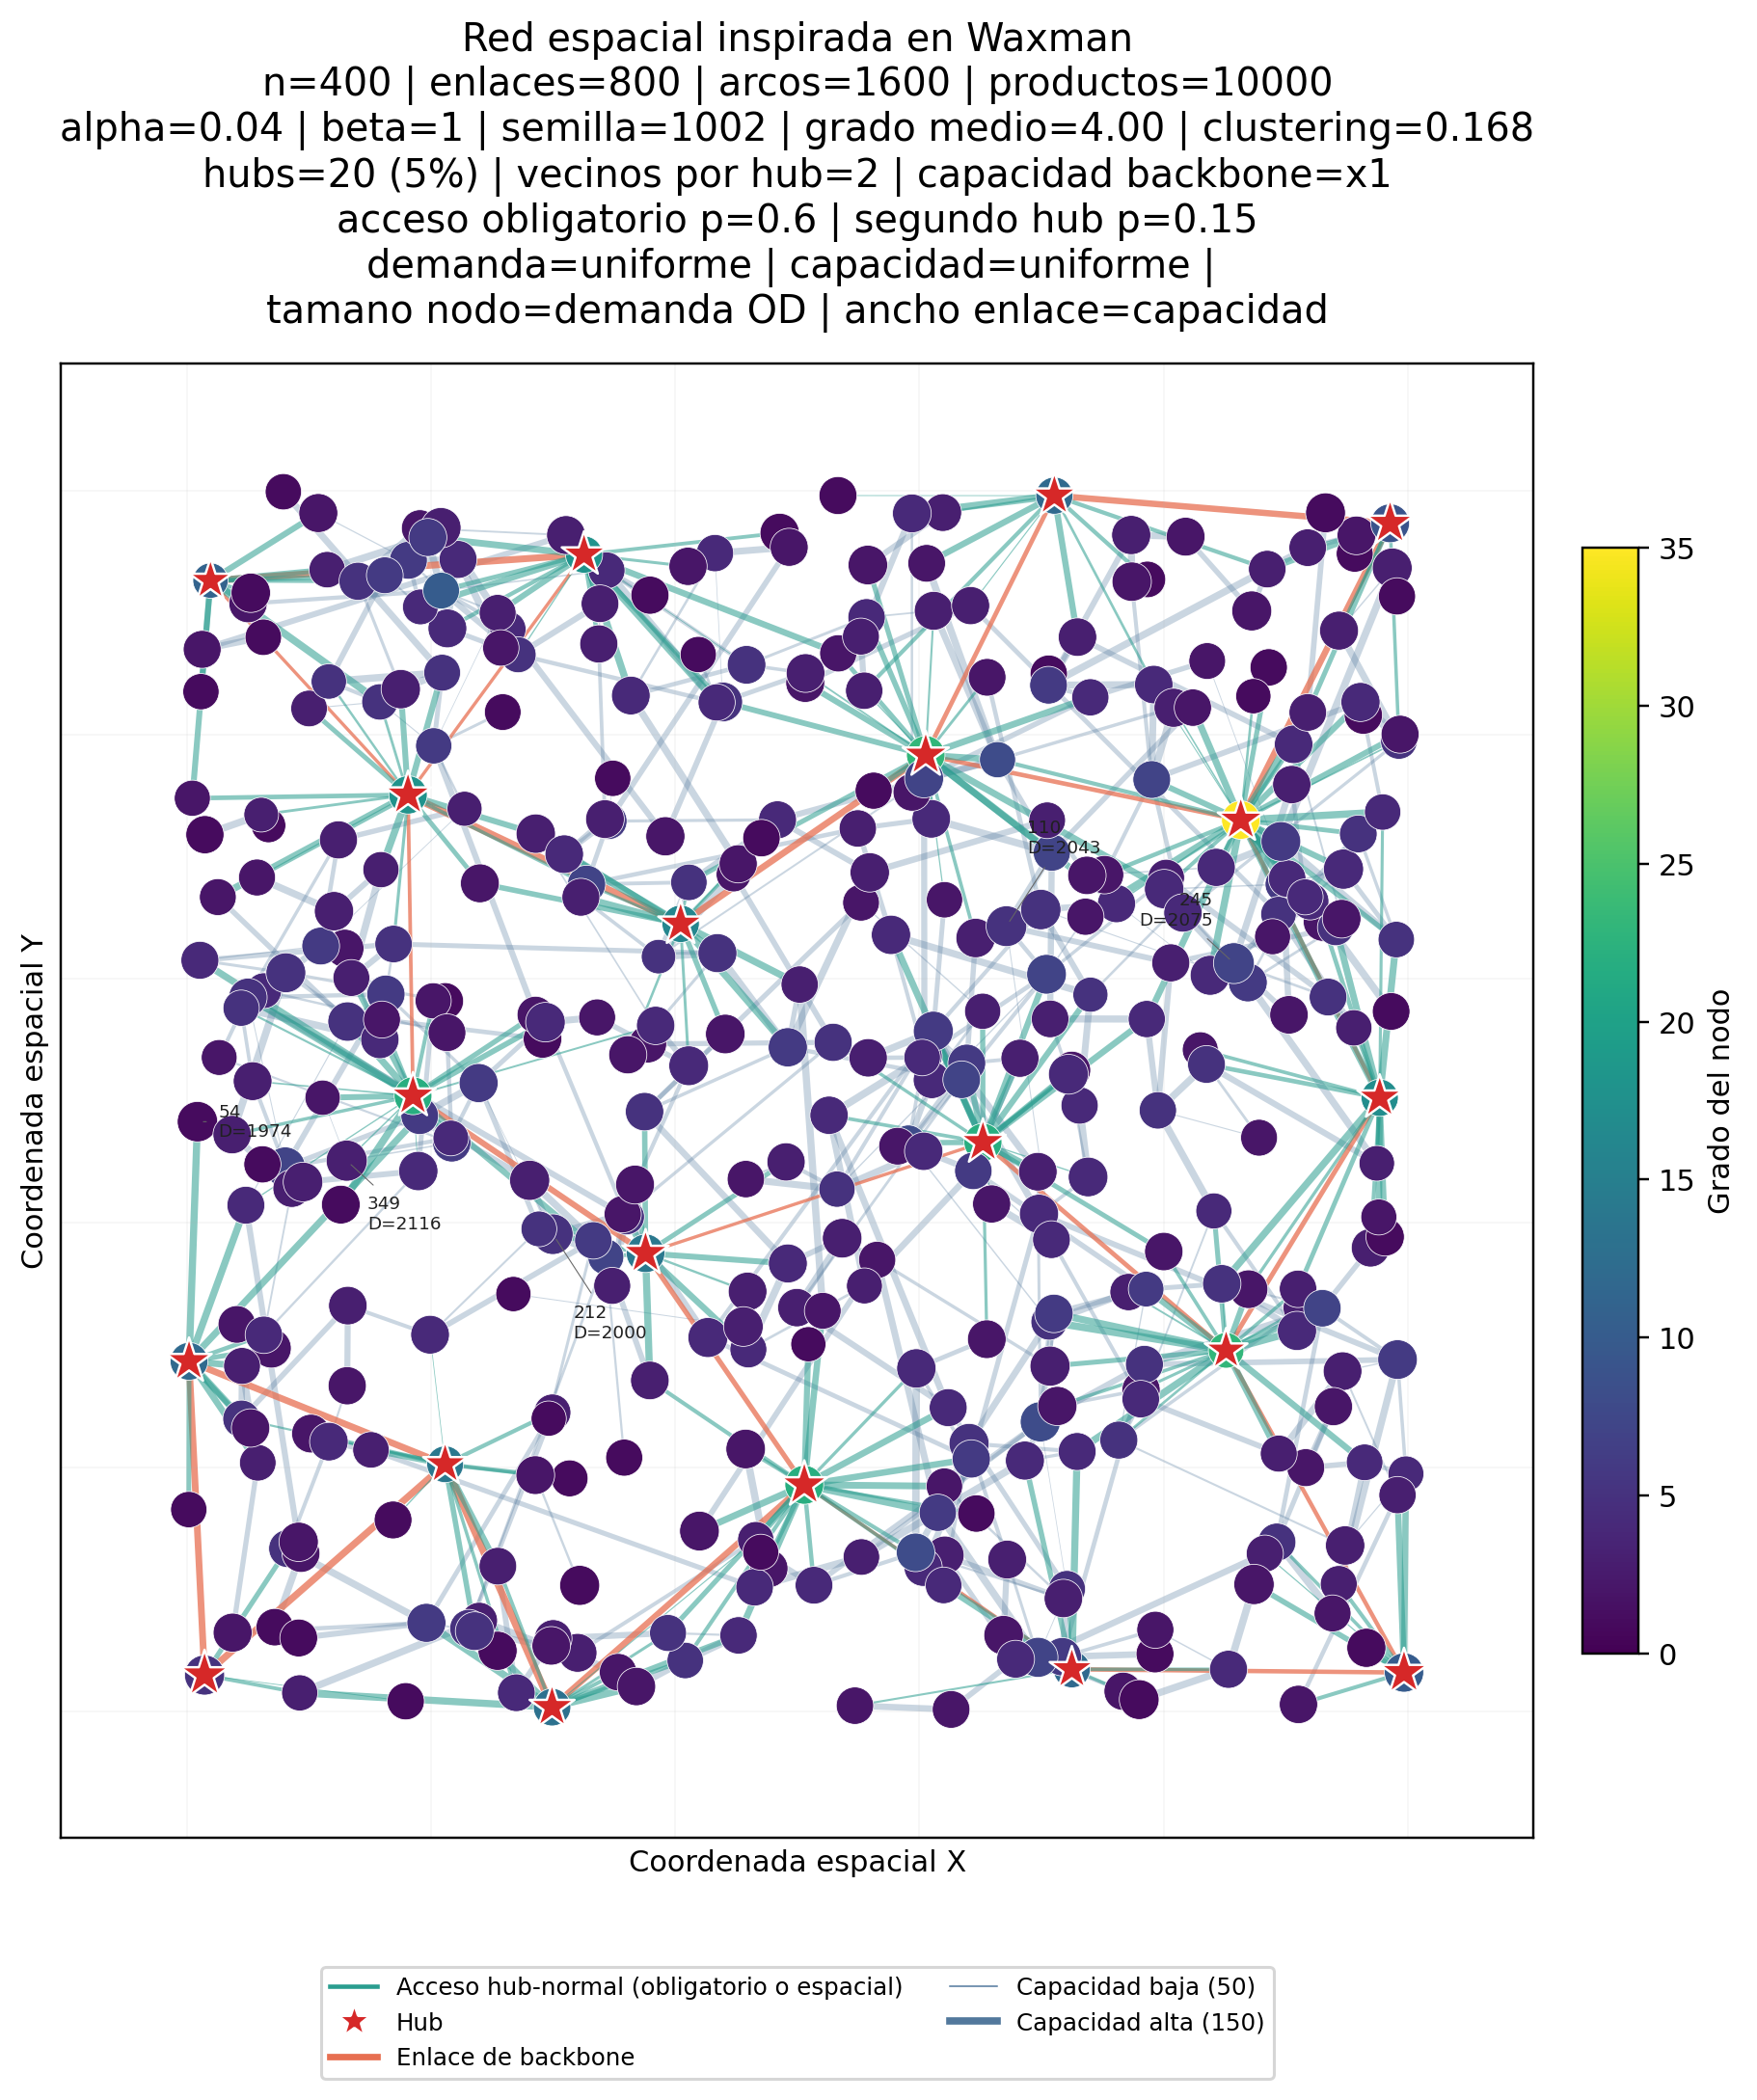 Red espacial inspirada en Waxman
n=400 | enlaces=800 | arcos=1600 | productos=10000
alpha=0.04 | beta=1 | semilla=1002 | grado medio=4.00 | clustering=0.168
hubs=20 (5%) | vecinos por hub=2 | capacidad backbone=x1
acceso obligatorio p=0.6 | segundo hub p=0.15
demanda=uniforme | capacidad=uniforme |
tamano nodo=demanda OD | ancho enlace=capacidad
Coordenada espacial Y
110
D=2043
245
D=2075
54
D=1974
349
D=2116
212
D=2000
Coordenada espacial X
35
30
25
20
15
10
5
0
Grado del nodo
Acceso hub-normal (obligatorio o espacial)
Hub
Enlace de backbone
Capacidad baja (50)
Capacidad alta (150)